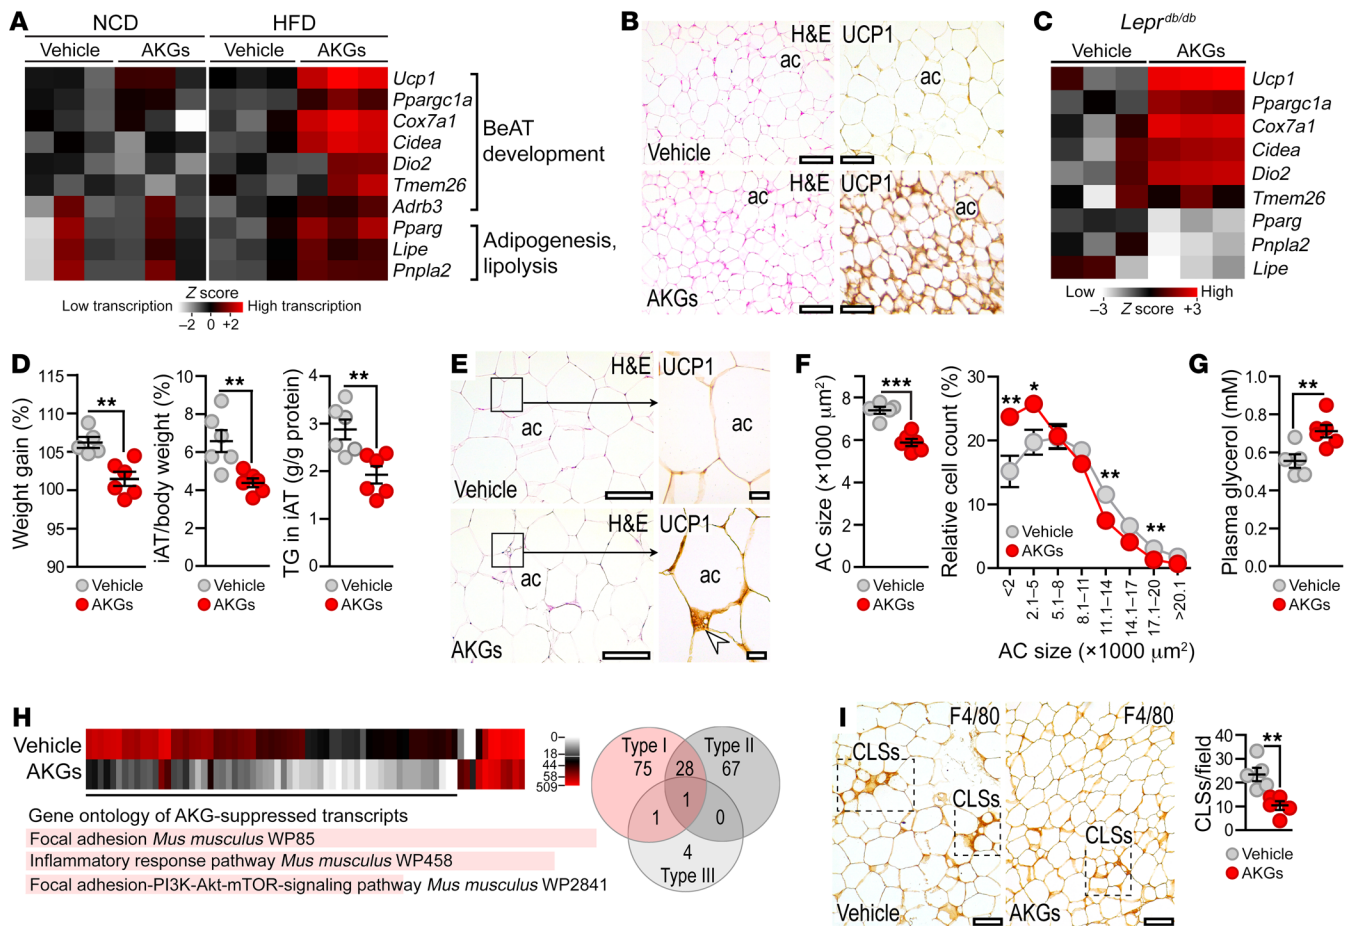 A
NCD HFD
Vehicle AKGs Vehicle AKGs
Ucp1
Ppargc1a
Cox7a1
Cidea
Dio2
Tmem26
Adrb3
Pparg
Lipe
Pnpla2
BeAT
development
Adipogenesis,
lipolysis
Z score
Low transcription High transcription
−2 0 +2
B
H&E UCP1
ac ac
Vehicle
H&E UCP1
ac ac
AKGs
C
Lepr db/db
Vehicle AKGs
Ucp1
Ppargc1a
Cox7a1
Cidea
Dio2
Tmem26
Pparg
Pnpla2
Lipe
Low High
−3 Z score +3
D
Weight gain (%)
115
110
105
100
95
90
**
Vehicle
AKGs
iAT/body weight (%)
10
8
6
4
2
0
**
Vehicle
AKGs
TG in iAT (g/g protein)
4
3
2
1
0
**
Vehicle
AKGs
E
H&E UCP1
ac ac
Vehicle
H&E UCP1
ac ac
AKGs
F
AC size (×1000 μm2)
8
6
4
2
0
***
Vehicle
AKGs
Relative cell count (%)
30
20
10
0
** * ** **
Vehicle
AKGs
<2 2.1–5 5.1–8 8.1–11 11.1–14 14.1–17 17.1–20 >20.1
AC size (×1000 μm2)
G
Plasma glycerol (mM)
1.0
0.8
0.6
0.4
0.2
0
**
Vehicle
AKGs
H
Vehicle
AKGs
0
18
44
58
509
Gene ontology of AKG-suppressed transcripts
Focal adhesion Mus musculus WP85
Inflammatory response pathway Mus musculus WP458
Focal adhesion-PI3K-Akt-mTOR-signaling pathway Mus musculus WP2841
Type I Type II
75 28 67
1
1 0
4
Type III
I
F4/80 F4/80
CLSs
CLSs
CLSs
Vehicle AKGs
CLSs/field
40
30
20
10
0
**
Vehicle
AKGs